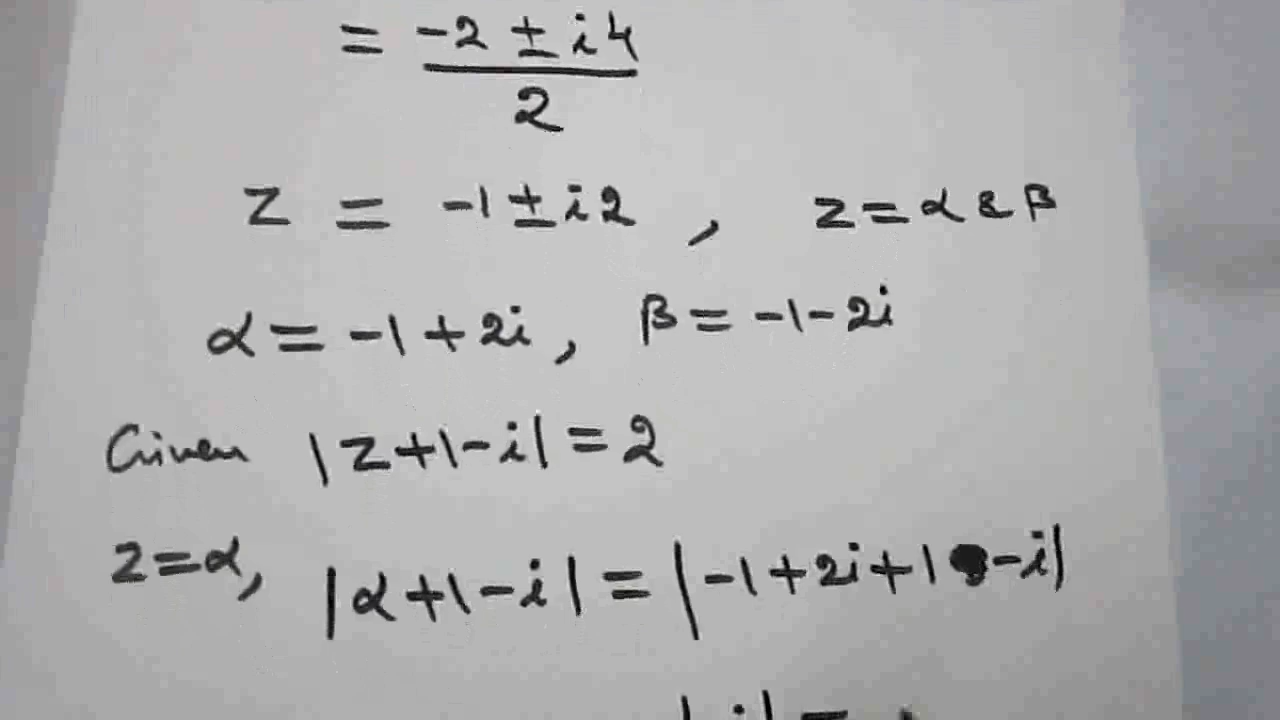 = -2 ± i4
2
z = -1 ± i2 , z = α & β
α = -1 + 2i , β = -1 - 2i
Given |z+1-i| = 2
z = α, |α+1-i| = |-1+2i+1-i|